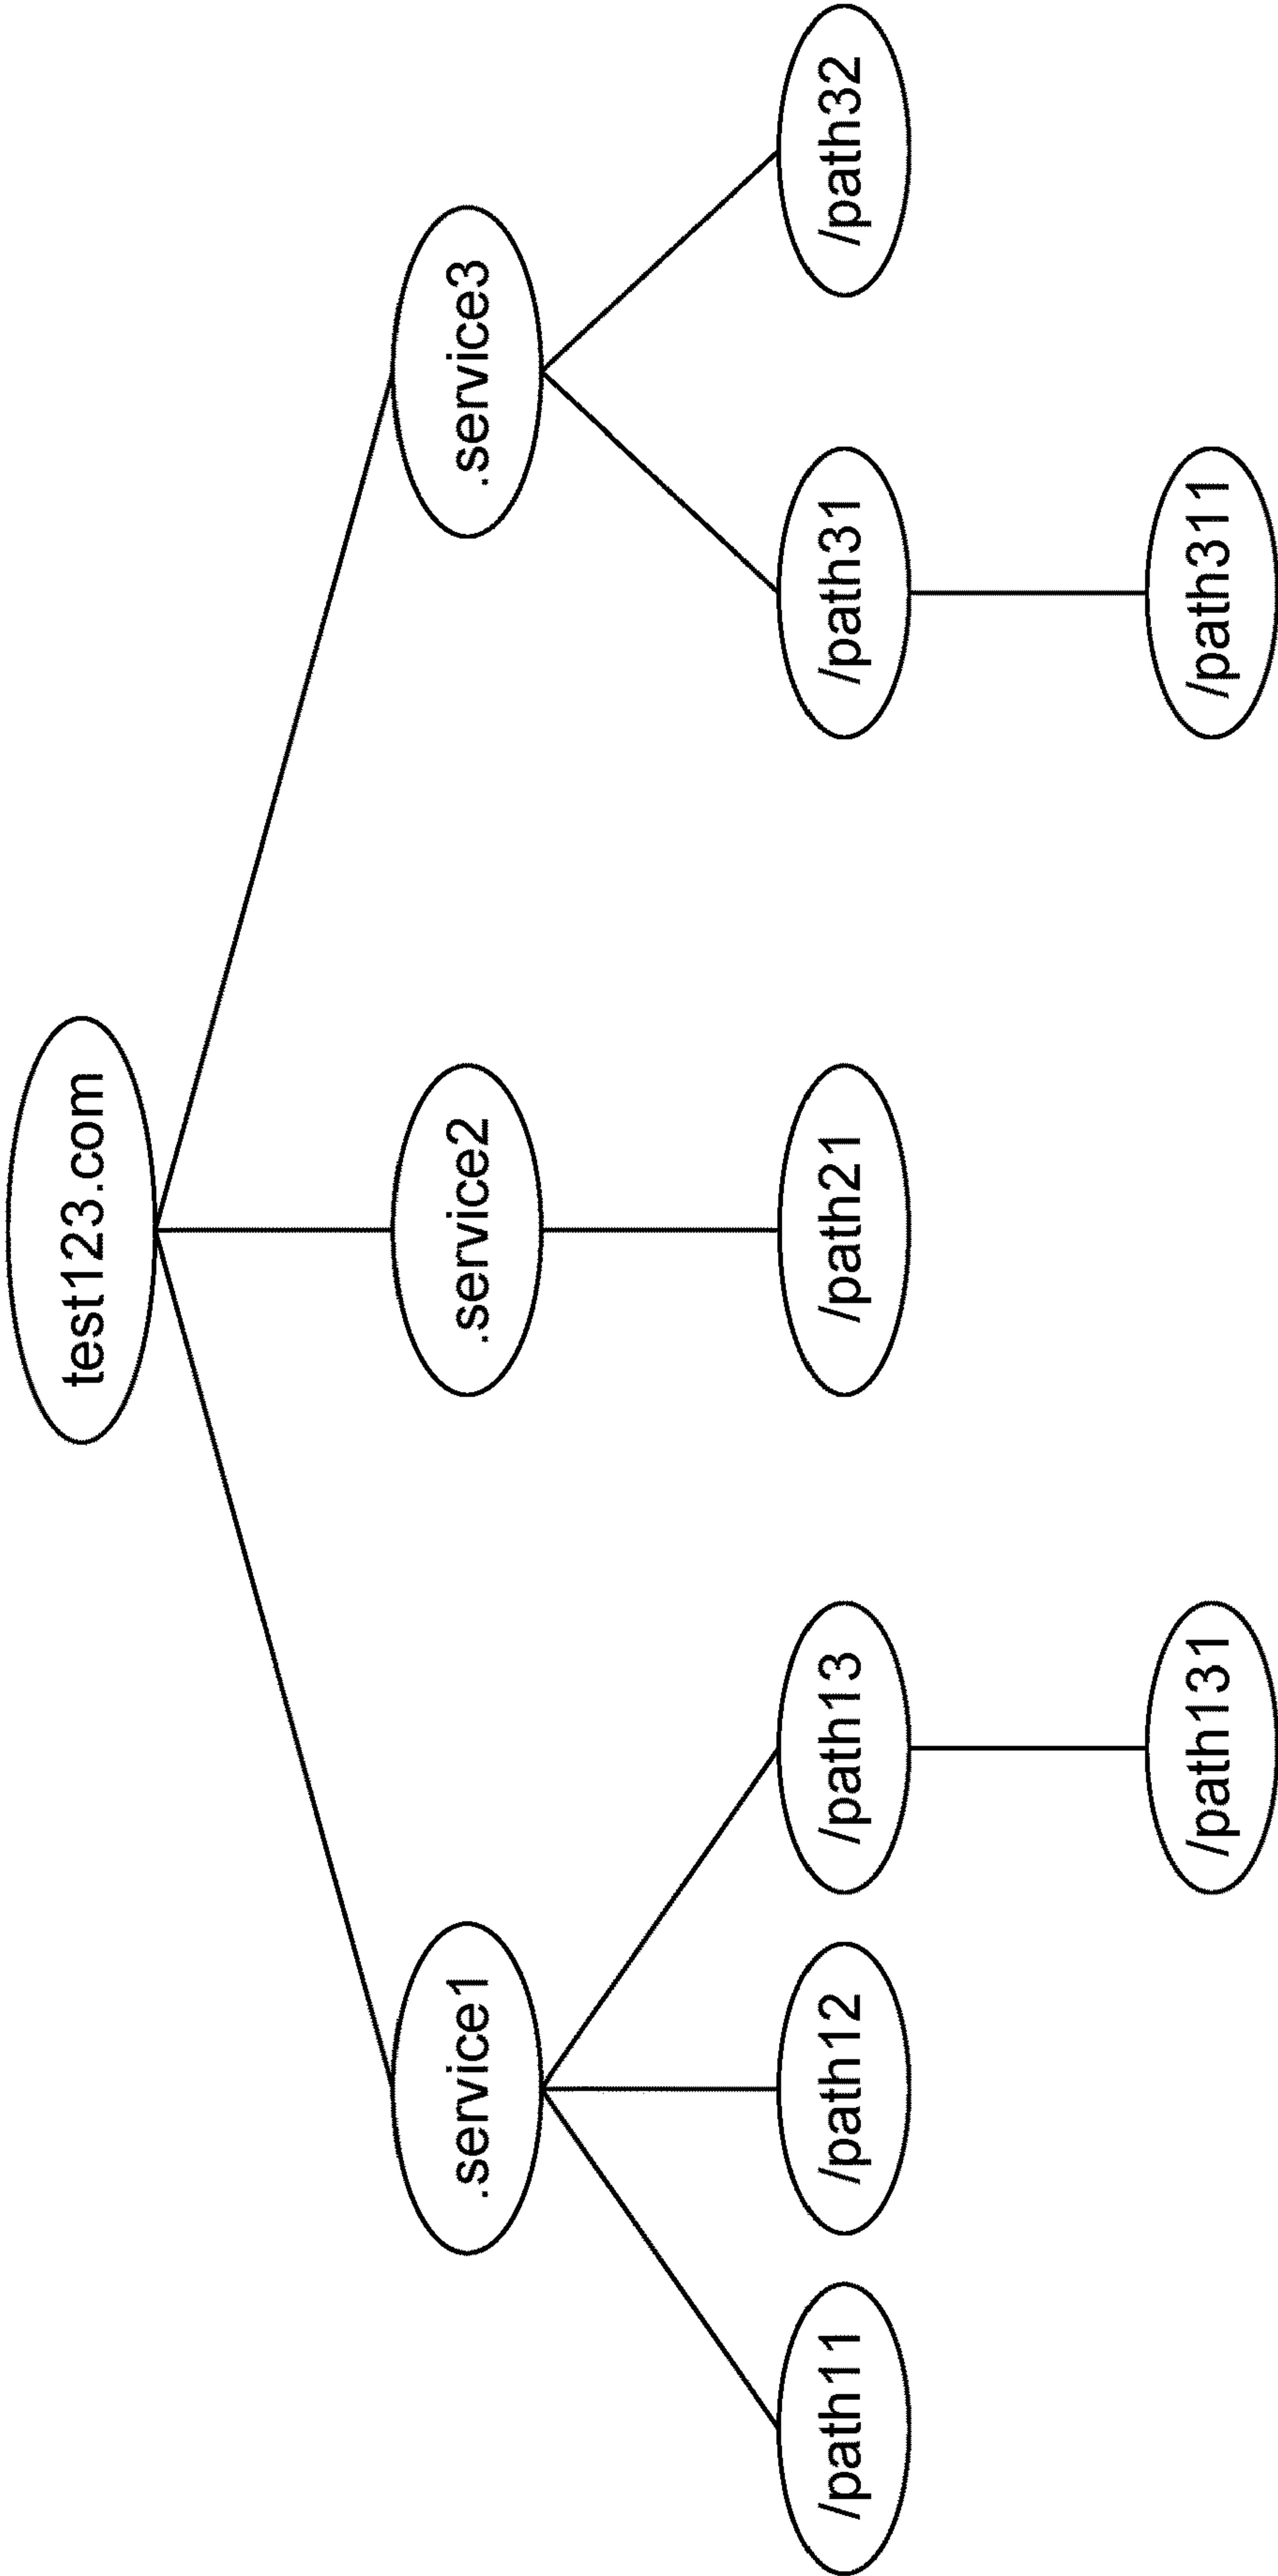 test123.com
.service1
.service2
.service3
/path11
/path12
/path13
/path21
/path31
/path32
/path131
/path311